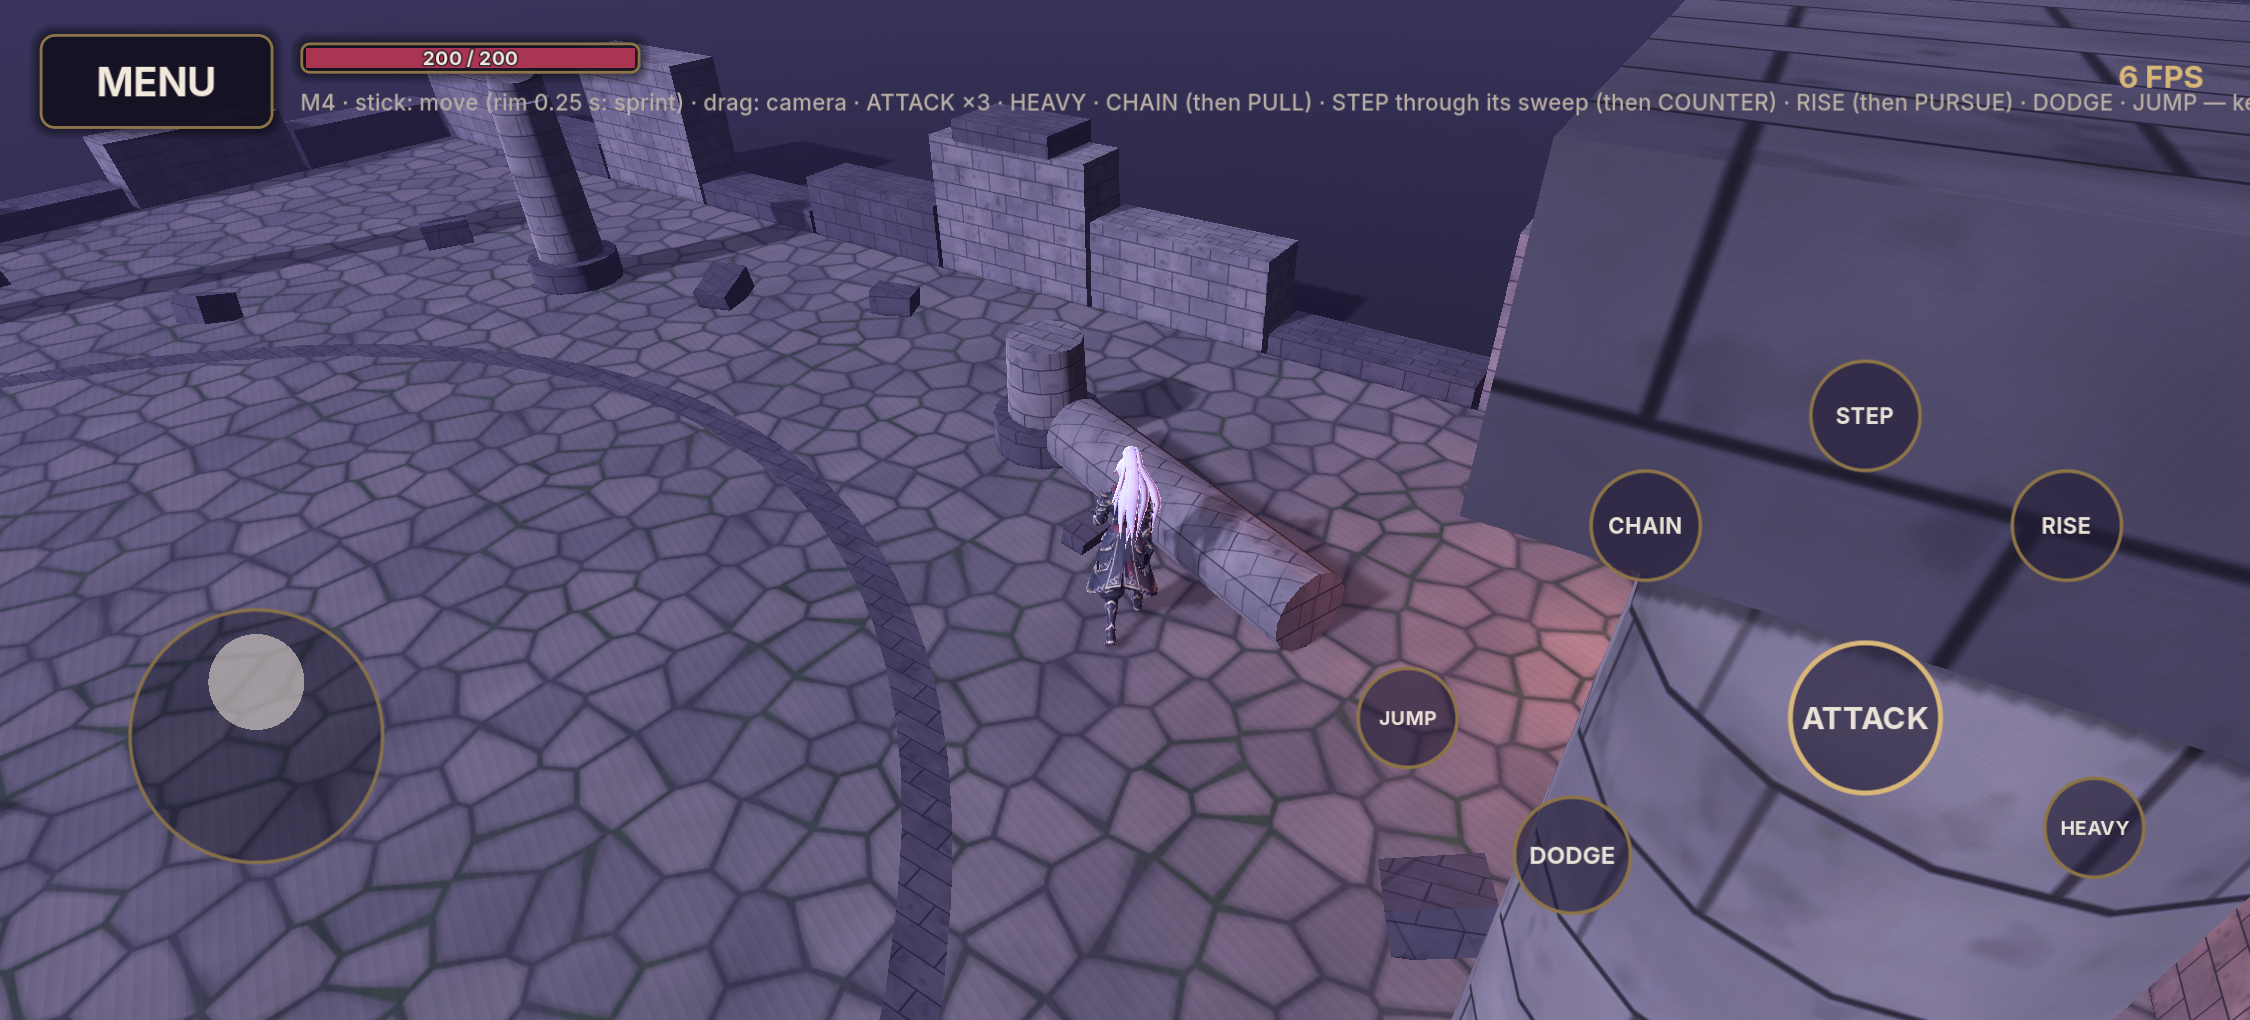 MENU
200 / 200
6 FPS
M4 · stick: move (rim 0.25 s: sprint) · drag: camera · ATTACK ×3 · HEAVY · CHAIN (then PULL) · STEP through its sweep (then COUNTER) · RISE (then PURSUE) · DODGE · JUMP —
STEP
CHAIN
RISE
JUMP
ATTACK
HEAVY
DODGE